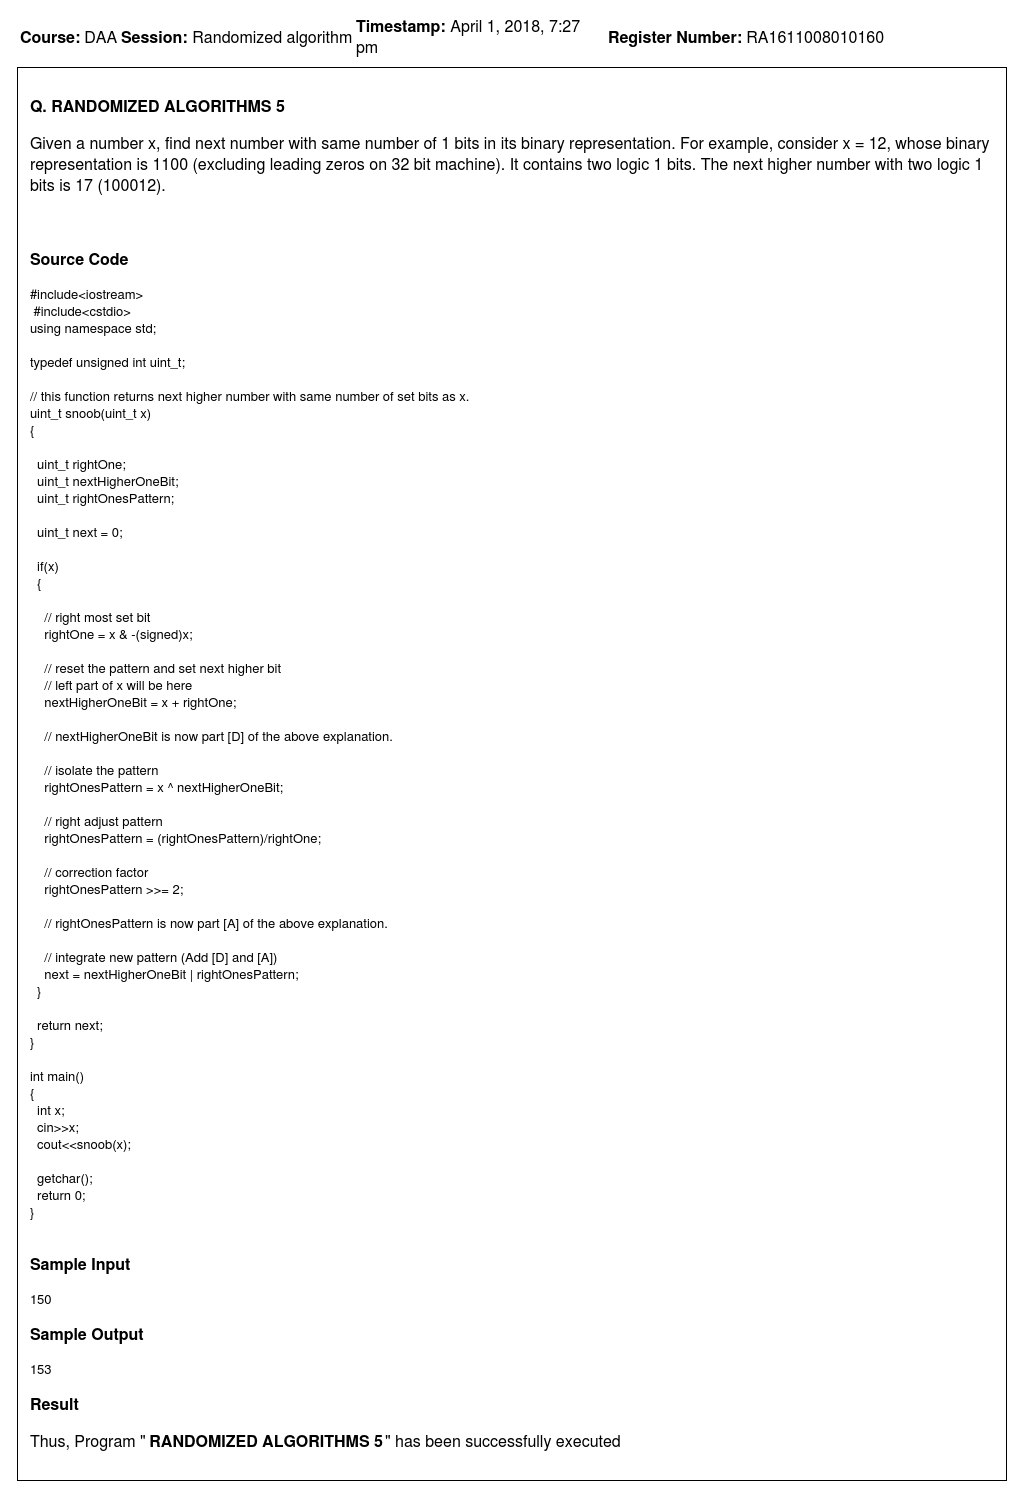 Course: DAA Session: Randomized algorithm Timestamp: April 1, 2018, 7:27 pm Register Number: RA1611008010160
Q. RANDOMIZED ALGORITHMS 5
Given a number x, find next number with same number of 1 bits in its binary representation. For example, consider x = 12, whose binary
representation is 1100 (excluding leading zeros on 32 bit machine). It contains two logic 1 bits. The next higher number with two logic 1
bits is 17 (100012).
Source Code
#include<iostream>
#include<cstdio>
using namespace std;
typedef unsigned int uint_t;
// this function returns next higher number with same number of set bits as x.
uint_t snoob(uint_t x)
{
uint_t rightOne;
uint_t nextHigherOneBit;
uint_t rightOnesPattern;
uint_t next = 0;
if(x)
{
// right most set bit
rightOne = x & -(signed)x;
// reset the pattern and set next higher bit
// left part of x will be here
nextHigherOneBit = x + rightOne;
// nextHigherOneBit is now part [D] of the above explanation.
// isolate the pattern
rightOnesPattern = x ^ nextHigherOneBit;
// right adjust pattern
rightOnesPattern = (rightOnesPattern)/rightOne;
// correction factor
rightOnesPattern >>= 2;
// rightOnesPattern is now part [A] of the above explanation.
// integrate new pattern (Add [D] and [A])
next = nextHigherOneBit | rightOnesPattern;
}
return next;
}
int main()
{
int x;
cin>>x;
cout<<snoob(x);
getchar();
return 0;
}
Sample Input
150
Sample Output
153
Result
Thus, Program " RANDOMIZED ALGORITHMS 5" has been successfully executed